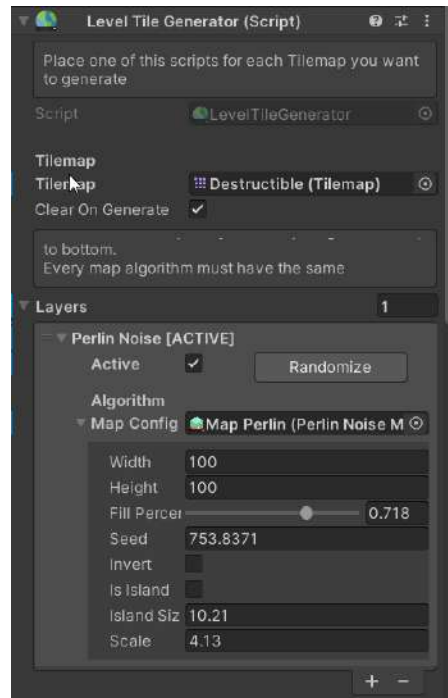 Level Tile Generator (Script)
Place one of this scripts for each Tilemap you want
to generate
Script LevelTileGenerator
Tilemap
Tilemap Destructible (Tilemap)
Clear On Generate
to bottom.
Every map algorithm must have the same
Layers 1
Perlin Noise [ACTIVE]
Active Randomize
Algorithm
Map Config Map Perlin (Perlin Noise M
Width 100
Height 100
Fill Percer 0.718
Seed 753.8371
Invert
Is Island
Island Siz 10.21
Scale 4.13